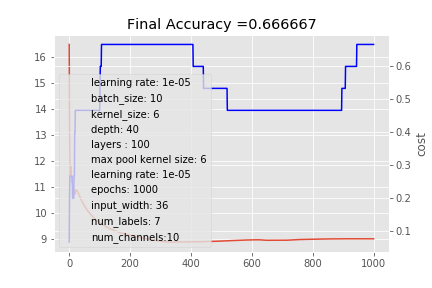 Final Accuracy =0.666667
16
15
14
13
12
11
10
9
learning rate: 1e-05
batch_size: 10
kernel_size: 6
depth: 40
layers : 100
max pool kernel size: 6
learning rate: 1e-05
epochs: 1000
input_width: 36
num_labels: 7
num_channels:10
0.6
0.5
0.4
0.3
0.2
0.1
cost
0 200 400 600 800 1000